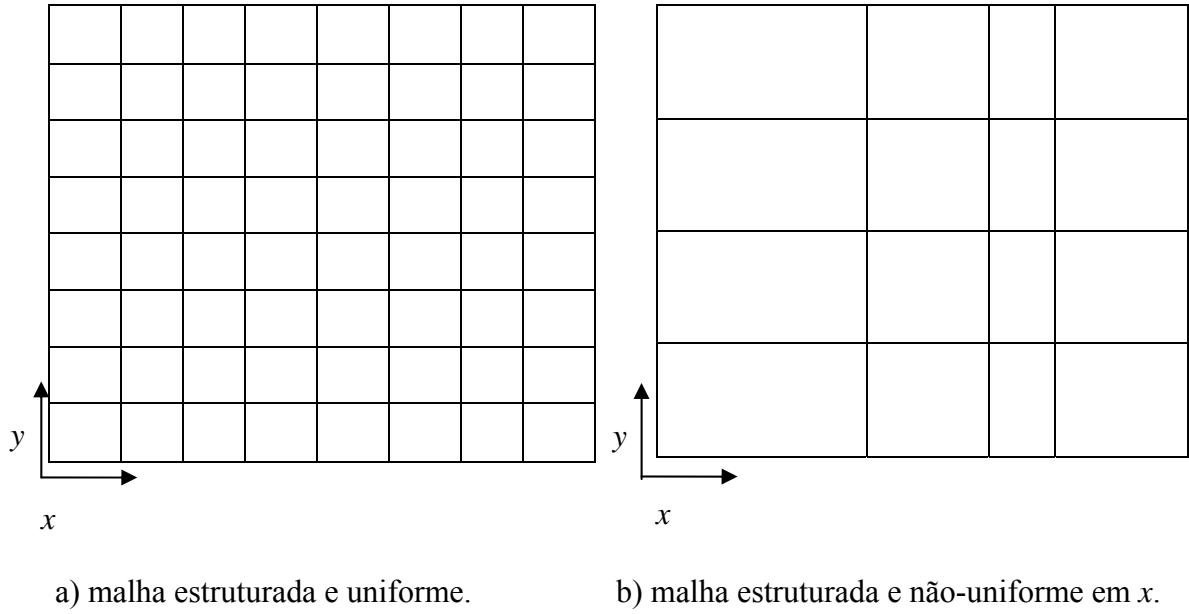 y
x
y
x
a) malha estruturada e uniforme.
b) malha estruturada e não-uniforme em x.